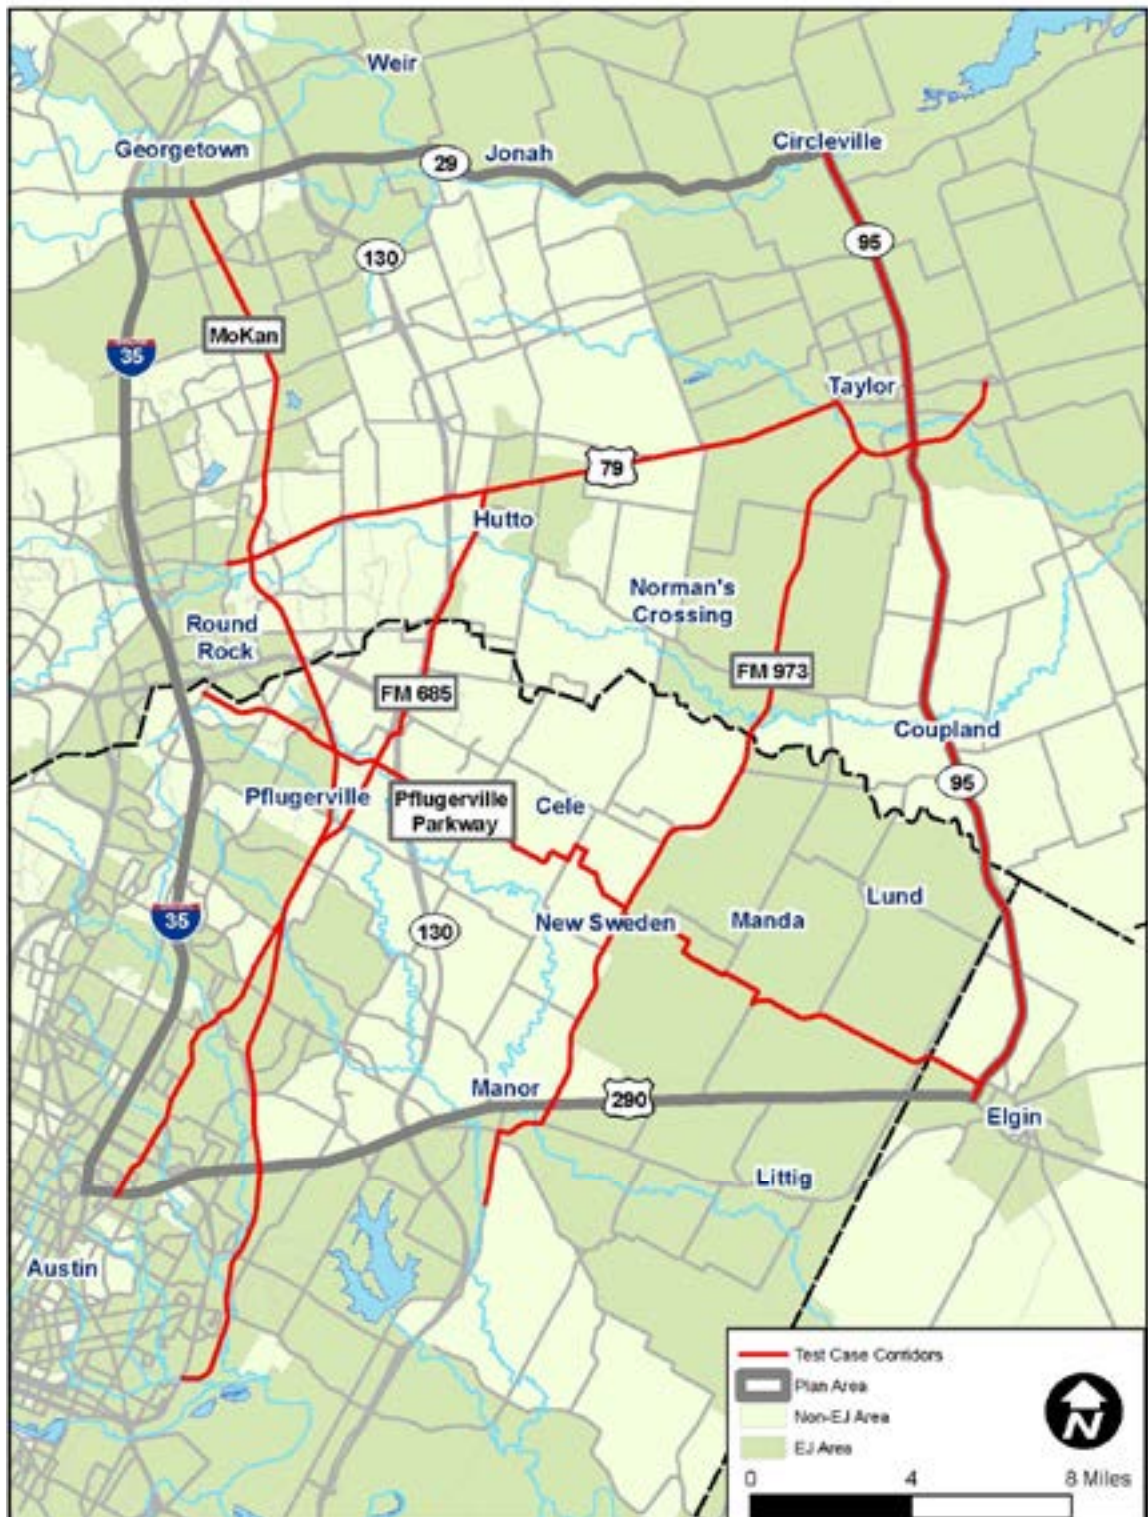 Weir
Georgetown
29
Jonah
Circleville
95
130
MoKan
35
Taylor
79
Hutto
Norman's
Crossing
Round
Rock
FM 685
FM 973
Coupland
95
Pflugerville
Pflugerville
Parkway
Cele
Lund
35
130
New Sweden
Manda
Manor
290
Elgin
Littig
Austin
Test Case Corridors
Plan Area
Non-EJ Area
EJ Area
N
0 4 8 Miles